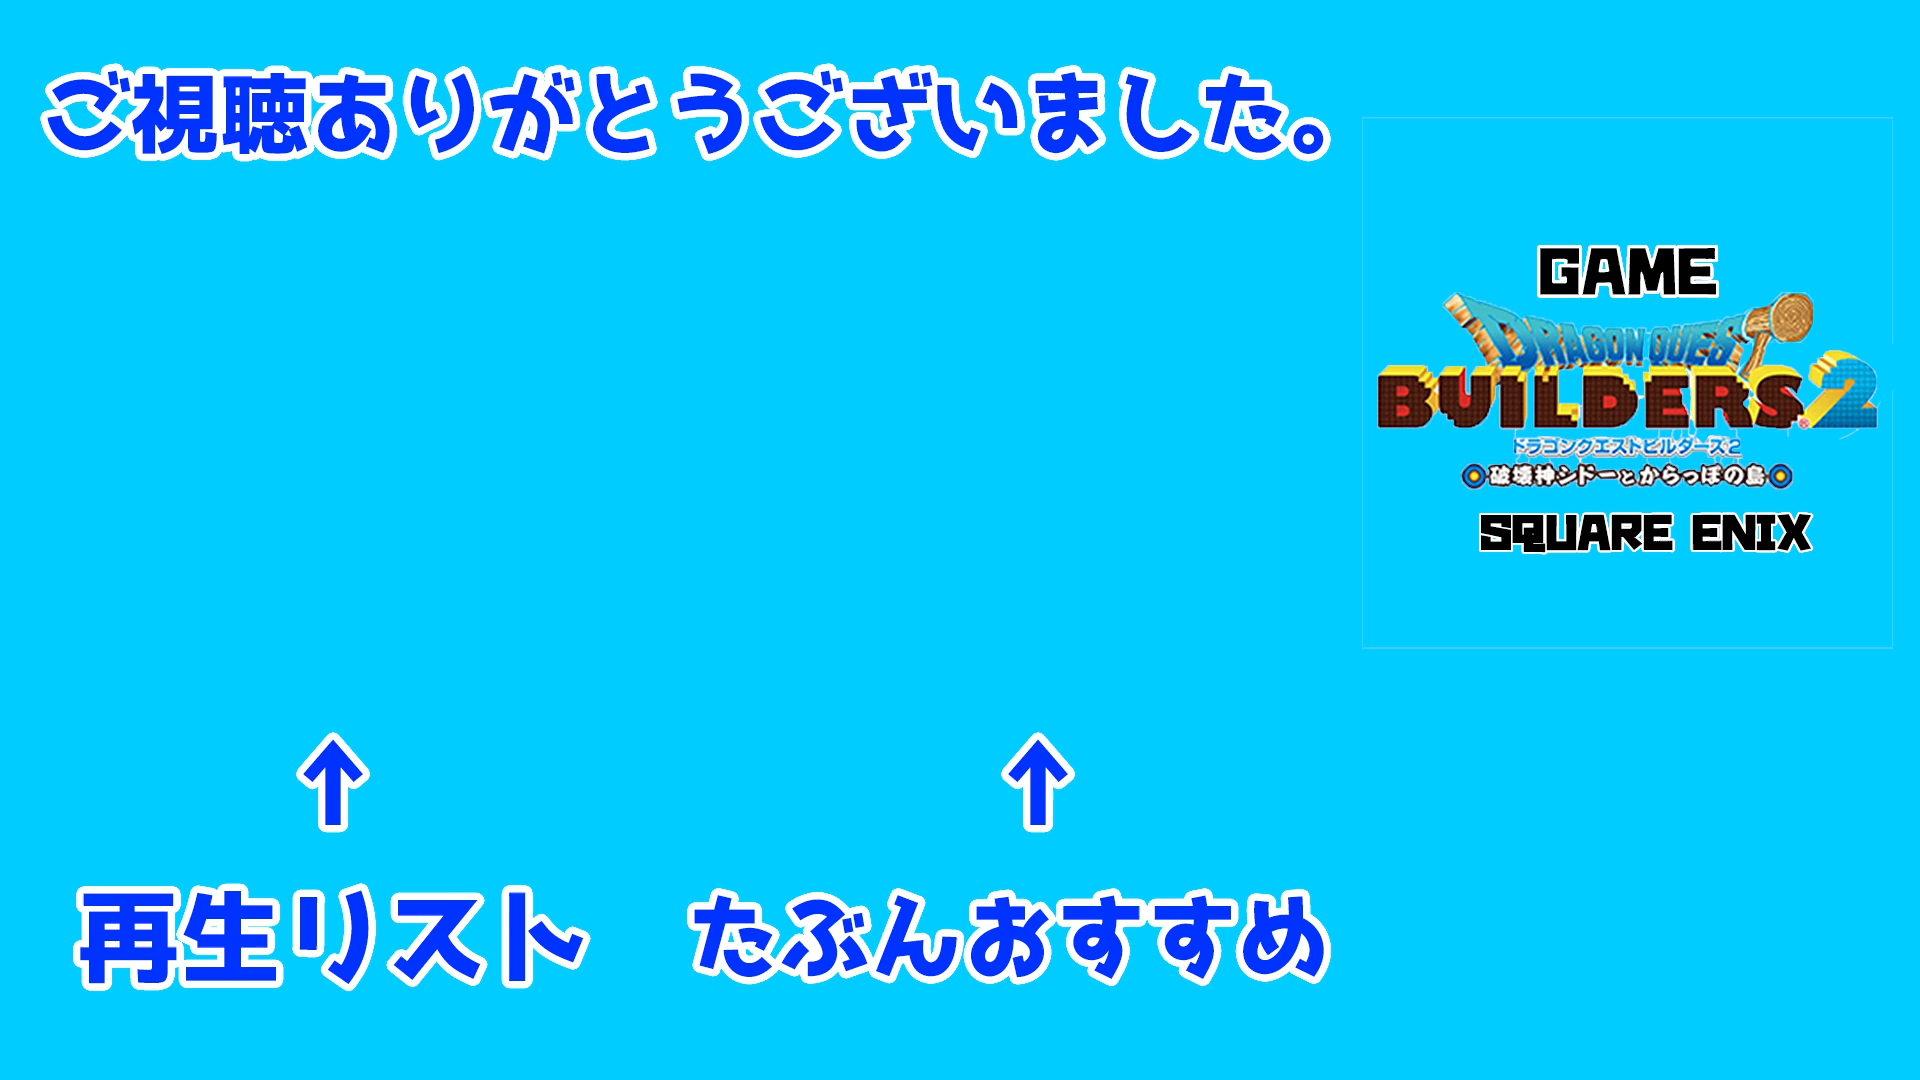 ご視聴ありがとうございました。
GAME
DRAGON QUEST
BUILDERS®2
ドラゴンクエストビルダーズ2
破壊神シドーとからっぽの島
SQUARE ENIX
↑ ↑
再生リスト たぶんおすすめ